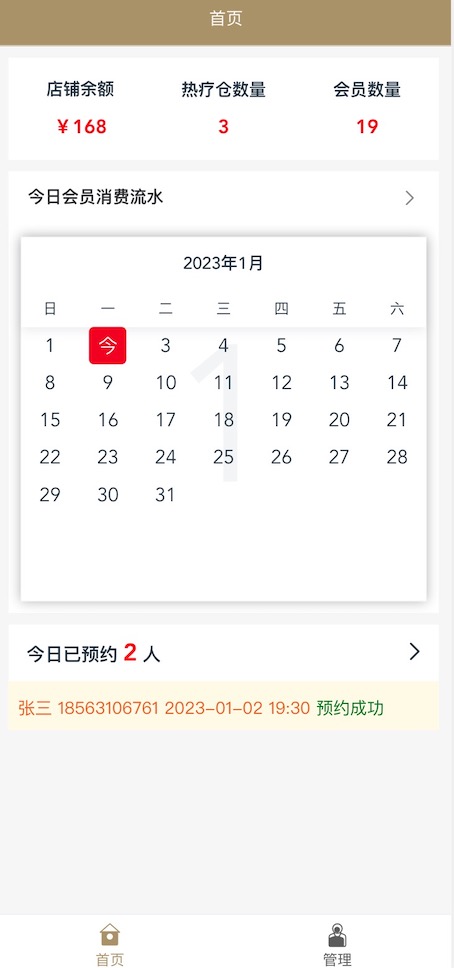 首页
店铺余额 热疗仓数量 会员数量
￥168 3 19
今日会员消费流水
2023年1月
日 一 二 三 四 五 六
1 今 3 4 5 6 7
8 9 10 11 12 13 14
15 16 17 18 19 20 21
22 23 24 25 26 27 28
29 30 31
1
今日已预约 2 人
张三 18563106761 2023-01-02 19:30 预约成功
首页 管理